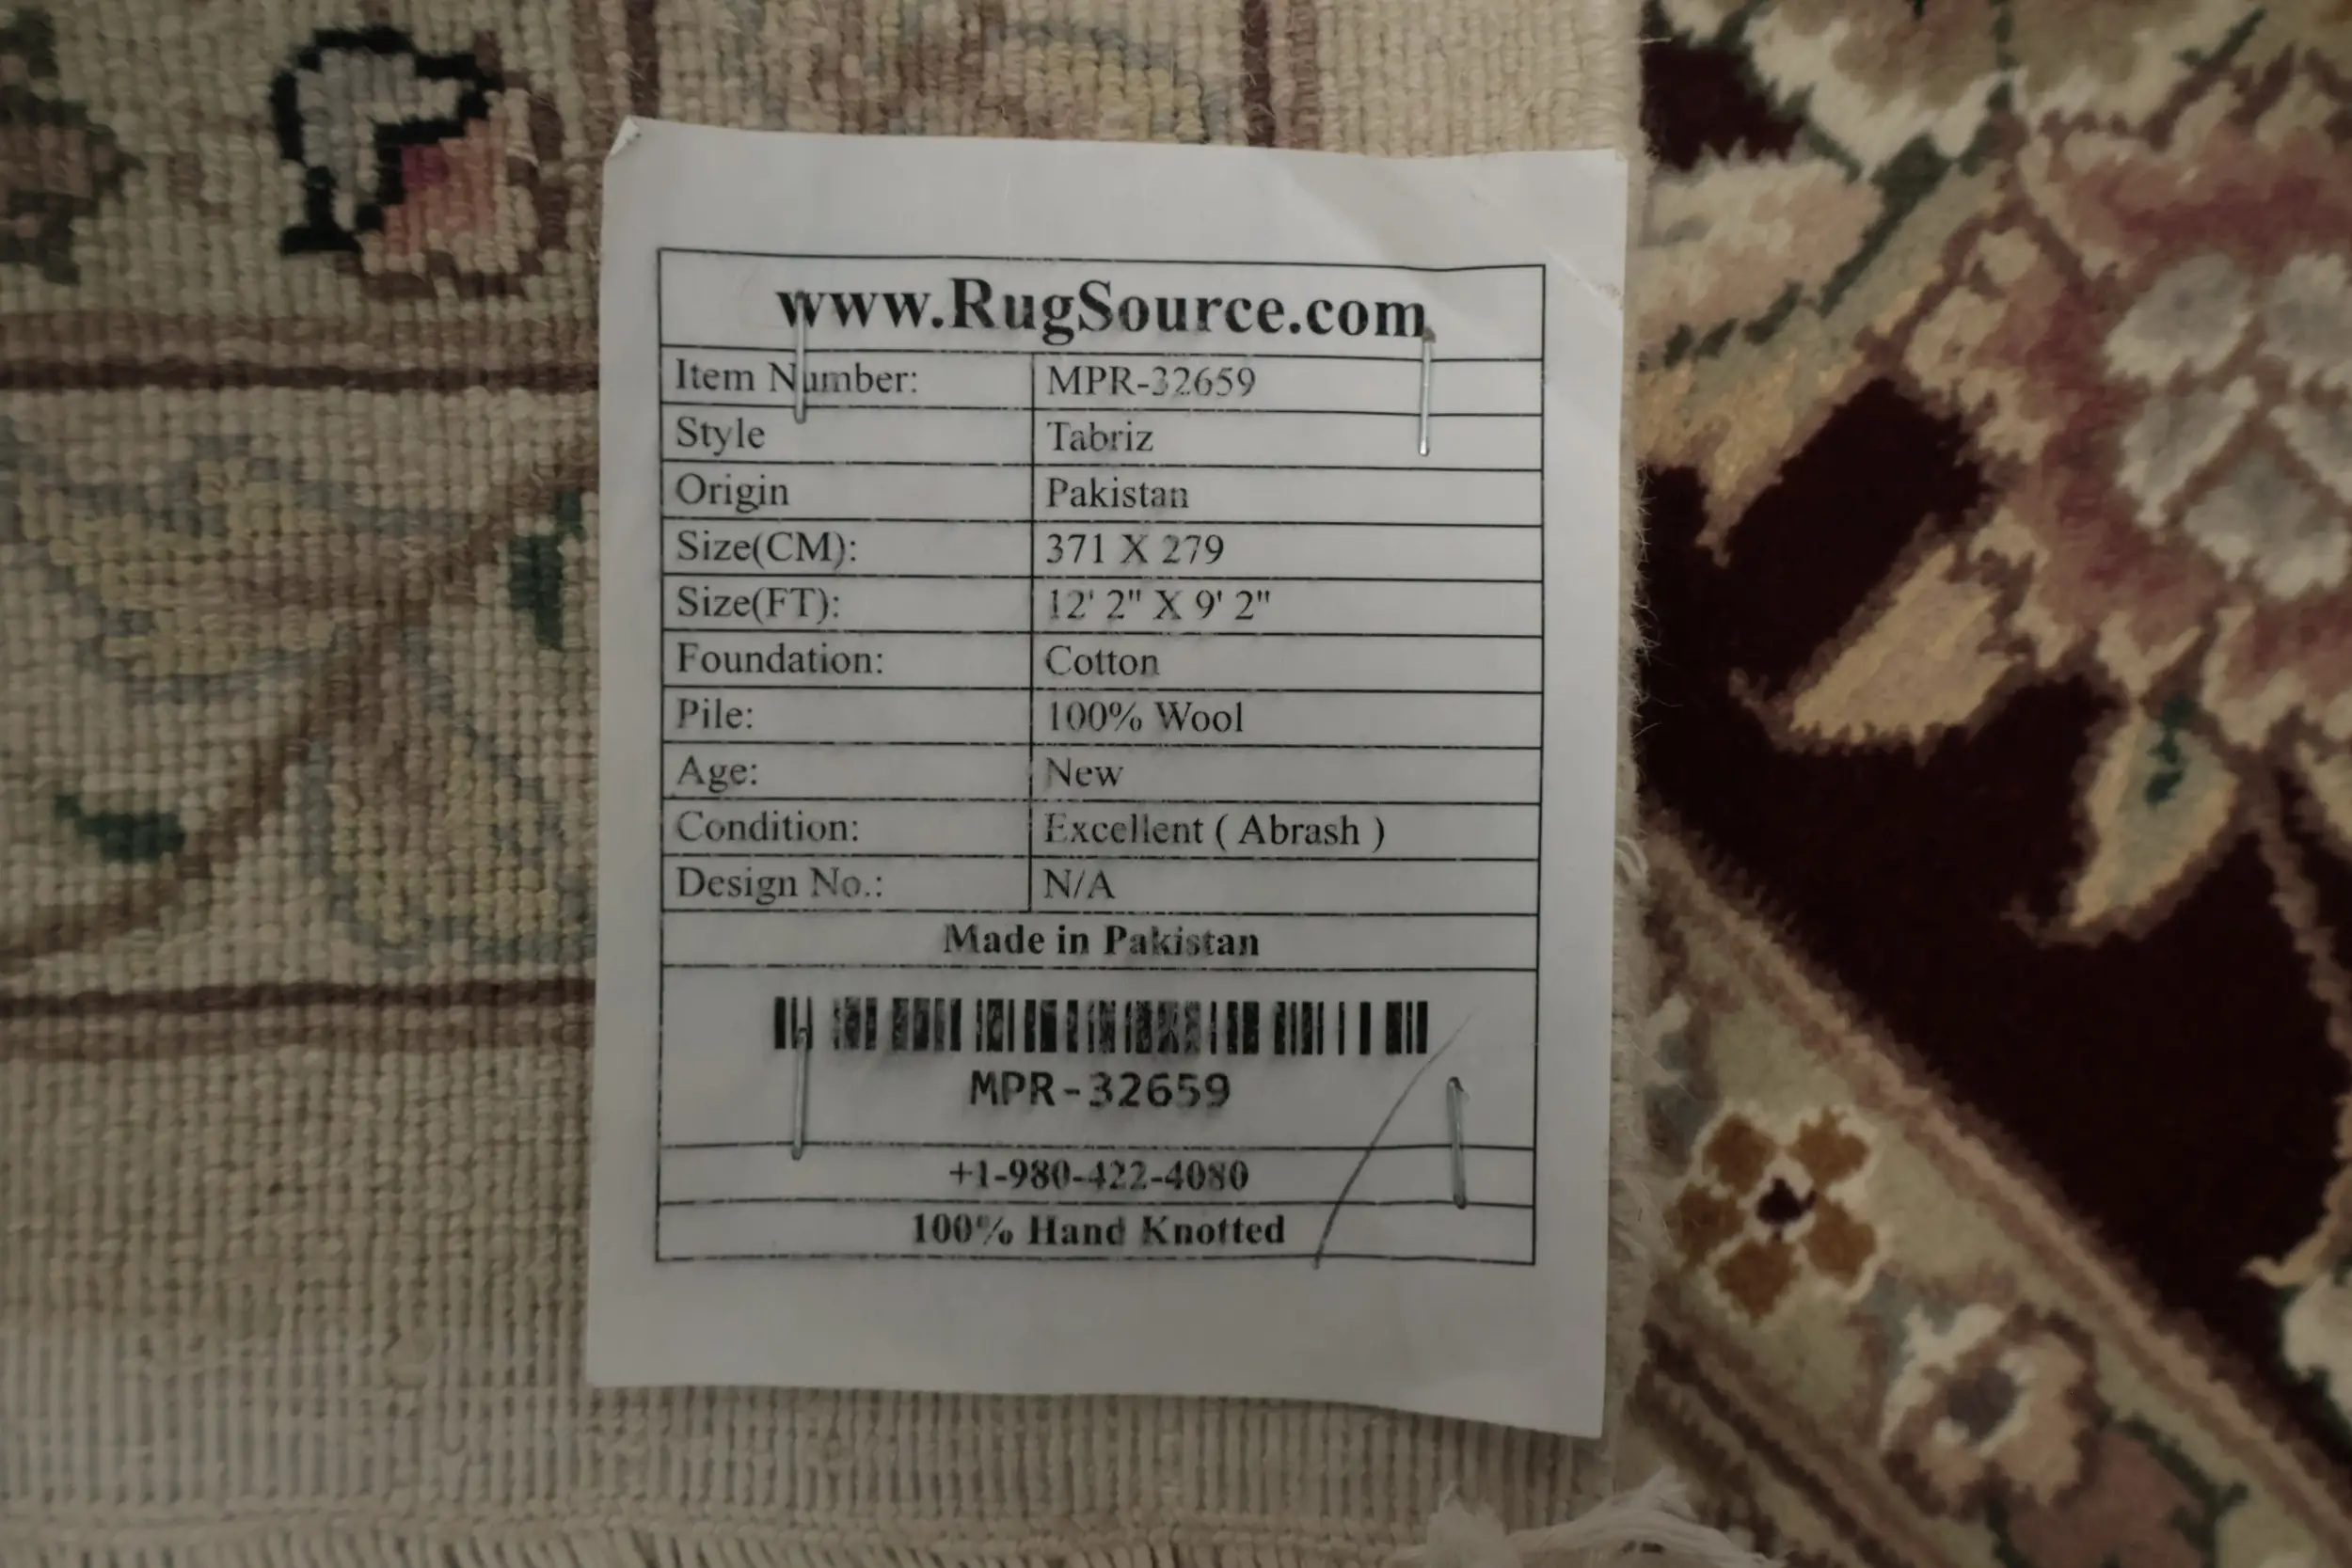 www.RugSource.com
Item Number: MPR-32659
Style Tabriz
Origin Pakistan
Size(CM): 371 X 279
Size(FT): 12' 2" X 9' 2"
Foundation: Cotton
Pile: 100% Wool
Age: New
Condition: Excellent ( Abrash )
Design No.: N/A
Made in Pakistan
MPR-32659
+1-980-422-4080
100% Hand Knotted